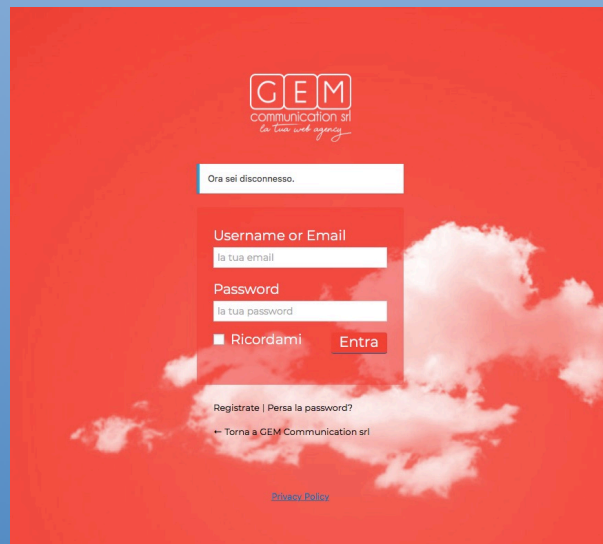 GEM
communication srl
la tua web agency
Ora sei disconnesso.
Username or Email
la tua email
Password
la tua password
Ricordami
Entra
Registrate | Persa la password?
← Torna a GEM Communication srl
Privacy Policy